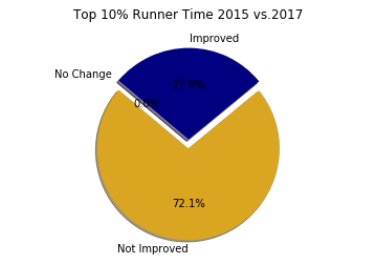 Top 10% Runner Time 2015 vs.2017
Improved
No Change
27.9%
0.0%
72.1%
Not Improved